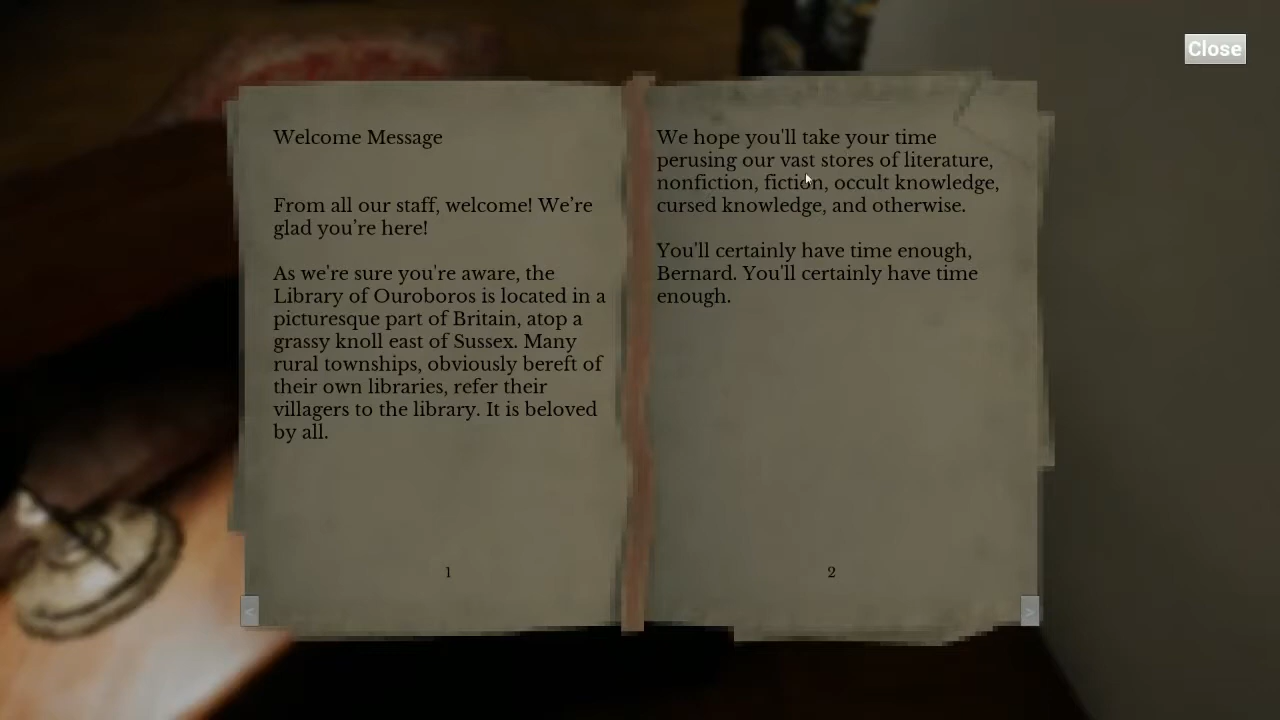 Close
Welcome Message
From all our staff, welcome! We're
glad you're here!
As we're sure you're aware, the
Library of Ouroboros is located in a
picturesque part of Britain, atop a
grassy knoll east of Sussex. Many
rural townships, obviously bereft of
their own libraries, refer their
villagers to the library. It is beloved
by all.
1
<
We hope you'll take your time
perusing our vast stores of literature,
nonfiction, fiction, occult knowledge,
cursed knowledge, and otherwise.
You'll certainly have time enough,
Bernard. You'll certainly have time
enough.
2
>